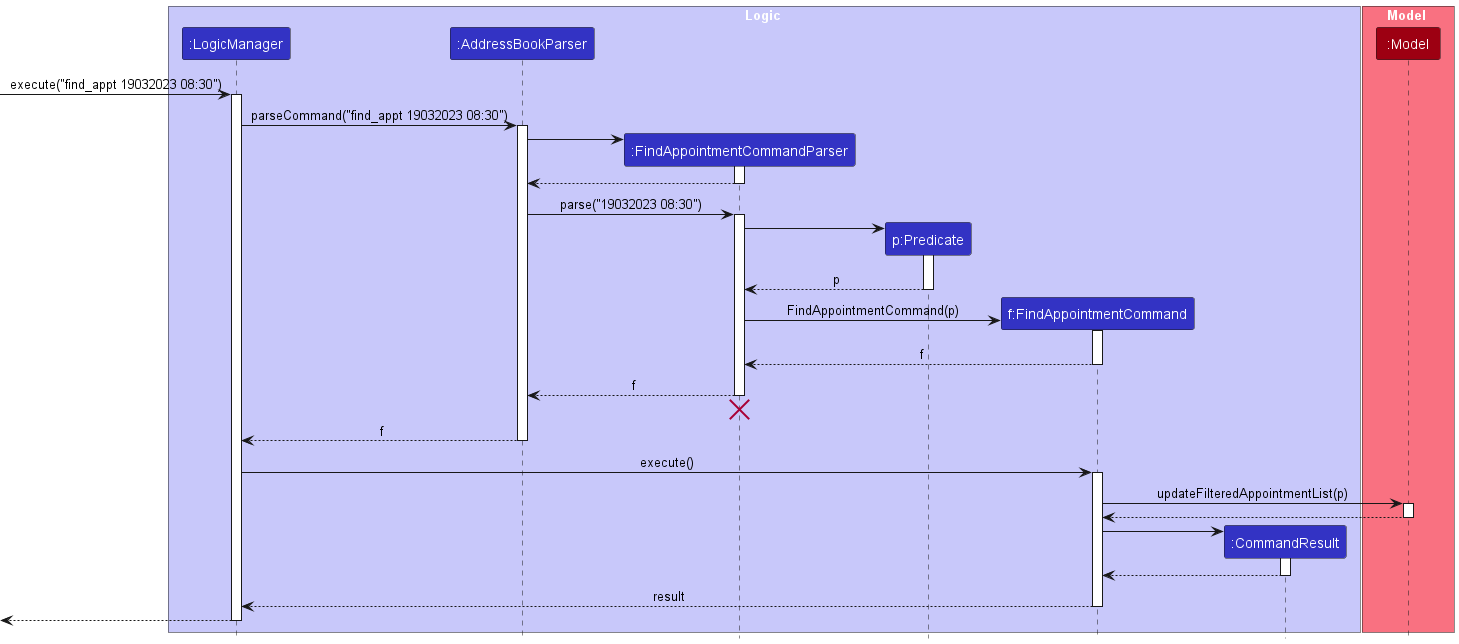 Logic
Model
:LogicManager
:AddressBookParser
:Model
execute("find_appt 19032023 08:30")
parseCommand("find_appt 19032023 08:30")
:FindAppointmentCommandParser
parse("19032023 08:30")
p:Predicate
p
FindAppointmentCommand(p)
f:FindAppointmentCommand
f
f
f
execute()
updateFilteredAppointmentList(p)
:CommandResult
result